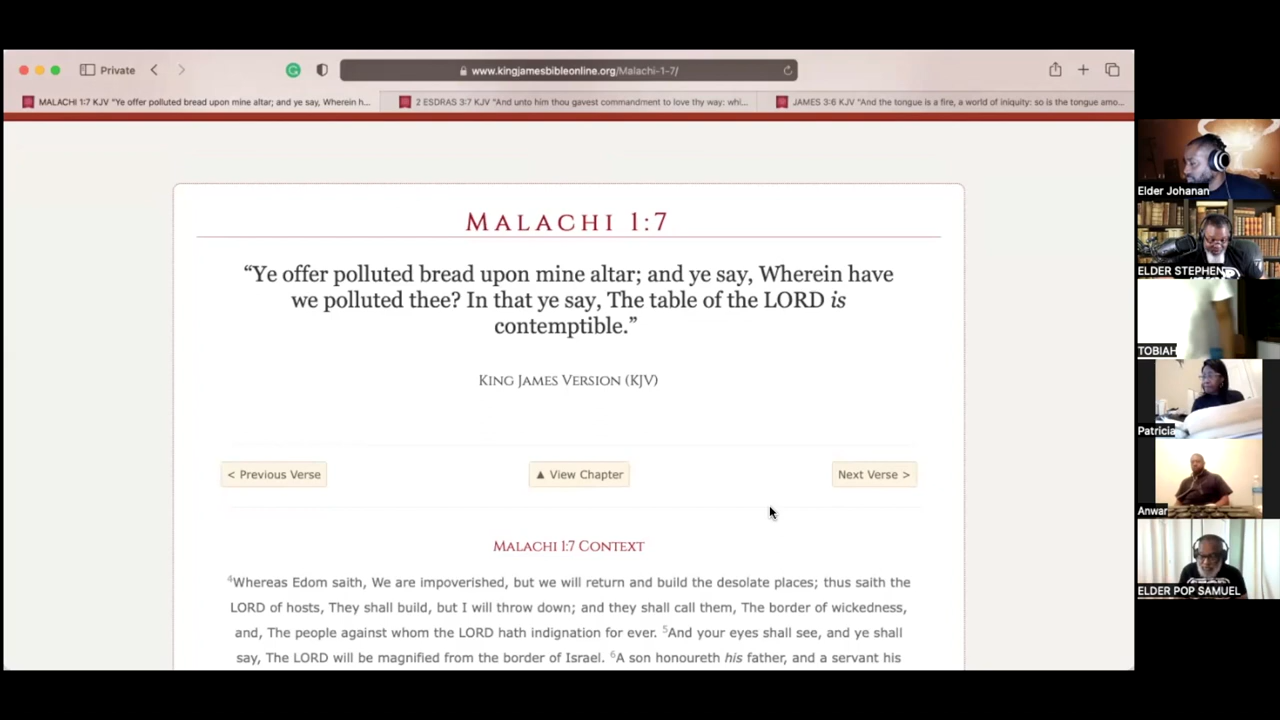 Private
www.kingjamesbibleonline.org/Malachi-1-7/
MALACHI 1:7 KJV "Ye offer polluted bread upon mine altar; and ye say, Wherein h...
2 ESDRAS 3:7 KJV "And unto him thou gavest commandment to love thy way: whi...
JAMES 3:6 KJV "And the tongue is a fire, a world of iniquity: so is the tongue amo...
MALACHI 1:7
“Ye offer polluted bread upon mine altar; and ye say, Wherein have
we polluted thee? In that ye say, The table of the LORD is
contemptible.”
KING JAMES VERSION (KJV)
< Previous Verse
▲ View Chapter
Next Verse >
MALACHI 1:7 CONTEXT
4Whereas Edom saith, We are impoverished, but we will return and build the desolate places; thus saith the
LORD of hosts, They shall build, but I will throw down; and they shall call them, The border of wickedness,
and, The people against whom the LORD hath indignation for ever. 5And your eyes shall see, and ye shall
say, The LORD will be magnified from the border of Israel. 6A son honoureth his father, and a servant his
Elder Johanan
ELDER STEPHEN
TOBIAH
Patricia
Anwar
ELDER POP SAMUEL